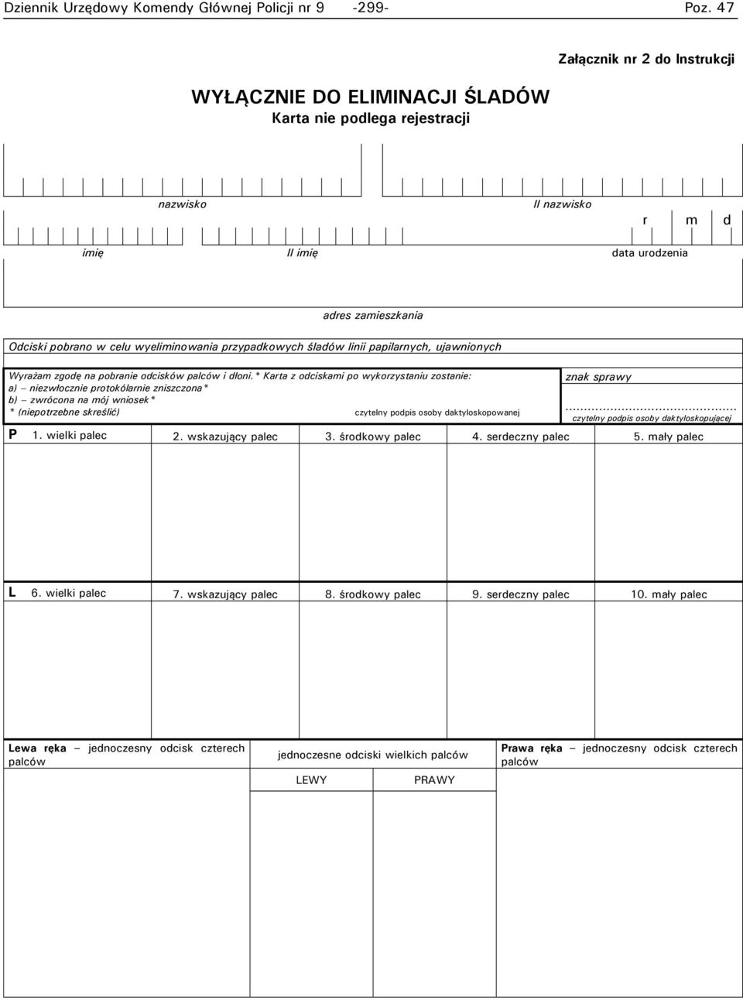 Dziennik Urzędowy Komendy Głównej Policji nr 9 -299- Poz. 47
Załącznik nr 2 do Instrukcji
WYŁĄCZNIE DO ELIMINACJI ŚLADÓW
Karta nie podlega rejestracji
nazwisko II nazwisko
r m d
imię II imię data urodzenia
adres zamieszkania
Odciski pobrano w celu wyeliminowania przypadkowych śladów linii papilarnych, ujawnionych
Wyrażam zgodę na pobranie odcisków palców i dłoni.* Karta z odciskami po wykorzystaniu zostanie:
a) – niezwłocznie protokólarnie zniszczona*
b) – zwrócona na mój wniosek*
* (niepotrzebne skreślić) czytelny podpis osoby daktyloskopowanej
znak sprawy
..............................................
czytelny podpis osoby daktyloskopującej
P 1. wielki palec 2. wskazujący palec 3. środkowy palec 4. serdeczny palec 5. mały palec
L 6. wielki palec 7. wskazujący palec 8. środkowy palec 9. serdeczny palec 10. mały palec
Lewa ręka – jednoczesny odcisk czterech
palców
jednoczesne odciski wielkich palców
LEWY PRAWY
Prawa ręka – jednoczesny odcisk czterech
palców